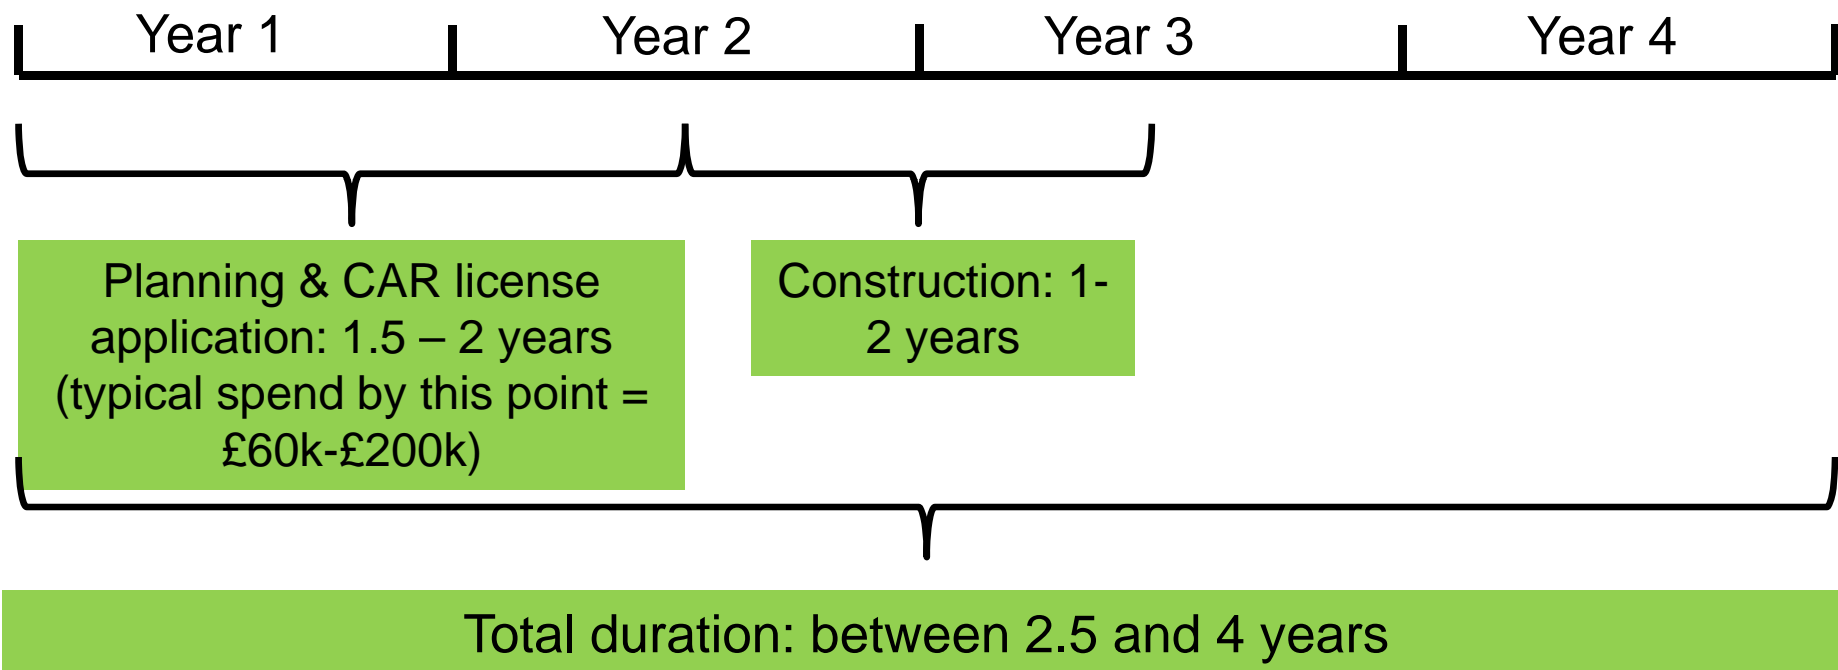 Year 1
Year 2
Year 3
Year 4
Planning & CAR license
application: 1.5 – 2 years
(typical spend by this point =
£60k-£200k)
Construction: 1-
2 years
Total duration: between 2.5 and 4 years